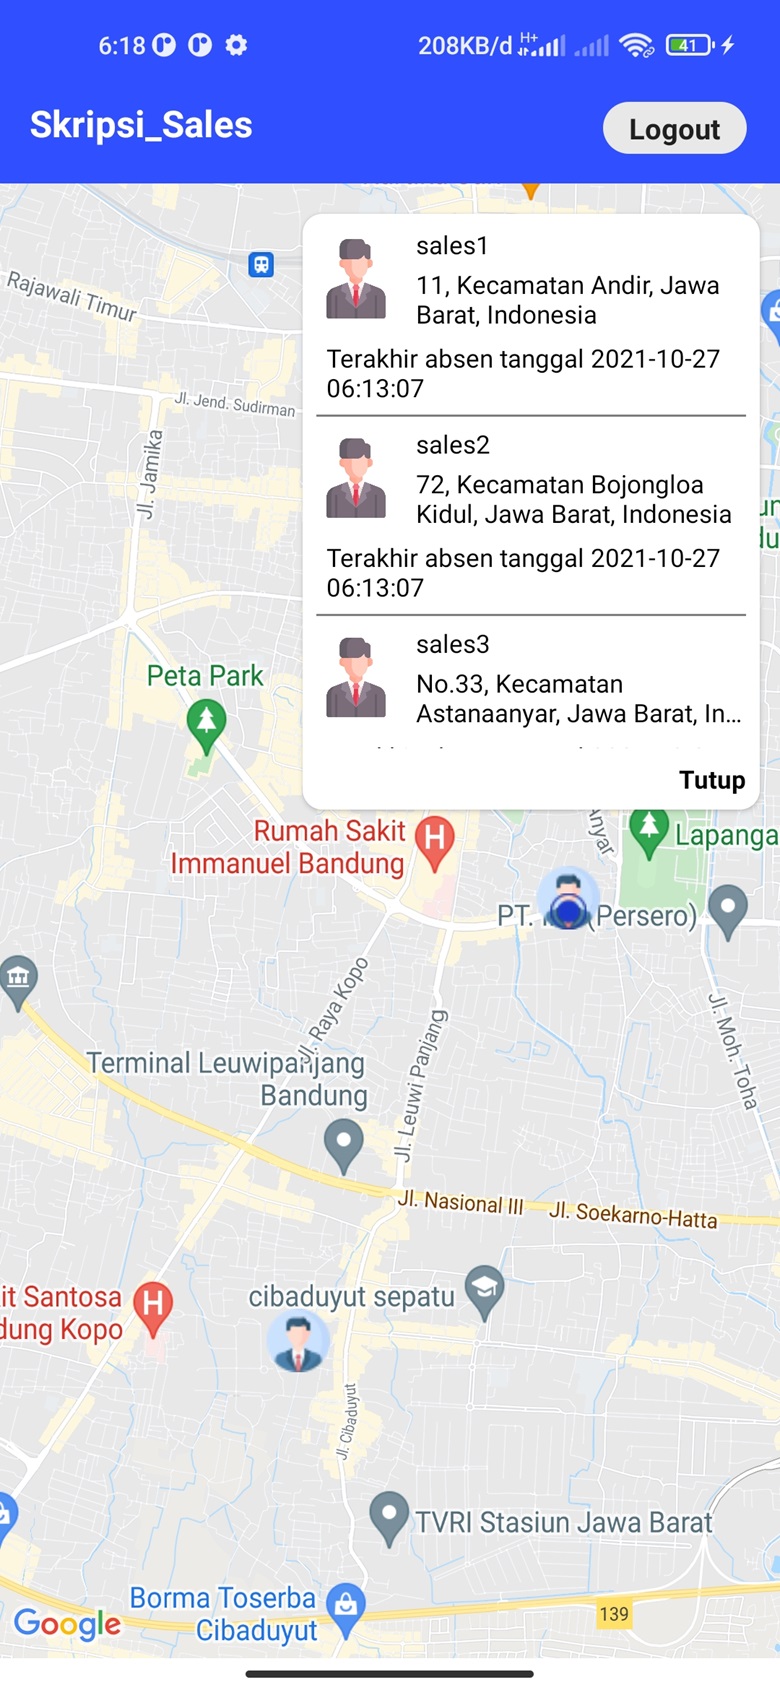 6:18
208KB/d H+ 41
Skripsi_Sales
Logout
Rajawali Timur
Jl. Jend. Sudirman
Jl. Jamika
sales1
11, Kecamatan Andir, Jawa
Barat, Indonesia
Terakhir absen tanggal 2021-10-27
06:13:07
sales2
72, Kecamatan Bojongloa
Kidul, Jawa Barat, Indonesia
Terakhir absen tanggal 2021-10-27
06:13:07
sales3
No.33, Kecamatan
Astanaanyar, Jawa Barat, In...
Tutup
Peta Park
Rumah Sakit
Immanuel Bandung
Anyar
Lapanga
PT.
(Persero)
Jl. Raya Kopo
Jl. Leuwi Panjang
Jl. Moh. Toha
Terminal Leuwipanjang
Bandung
Jl. Nasional III
Jl. Soekarno-Hatta
it Santosa
dung Kopo
cibaduyut sepatu
Jl. Cibaduyut
TVRI Stasiun Jawa Barat
Borma Toserba
Cibaduyut
139
Google